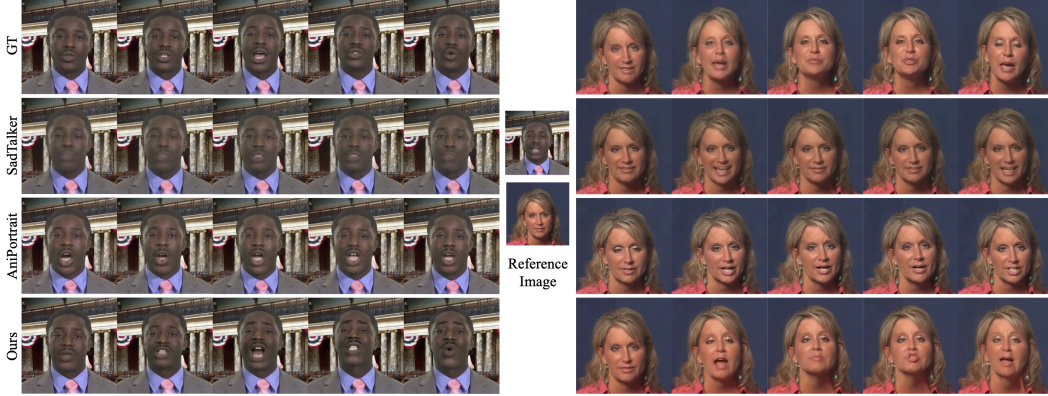 GT
SadTalker
AniPortrait
Ours
Reference
Image